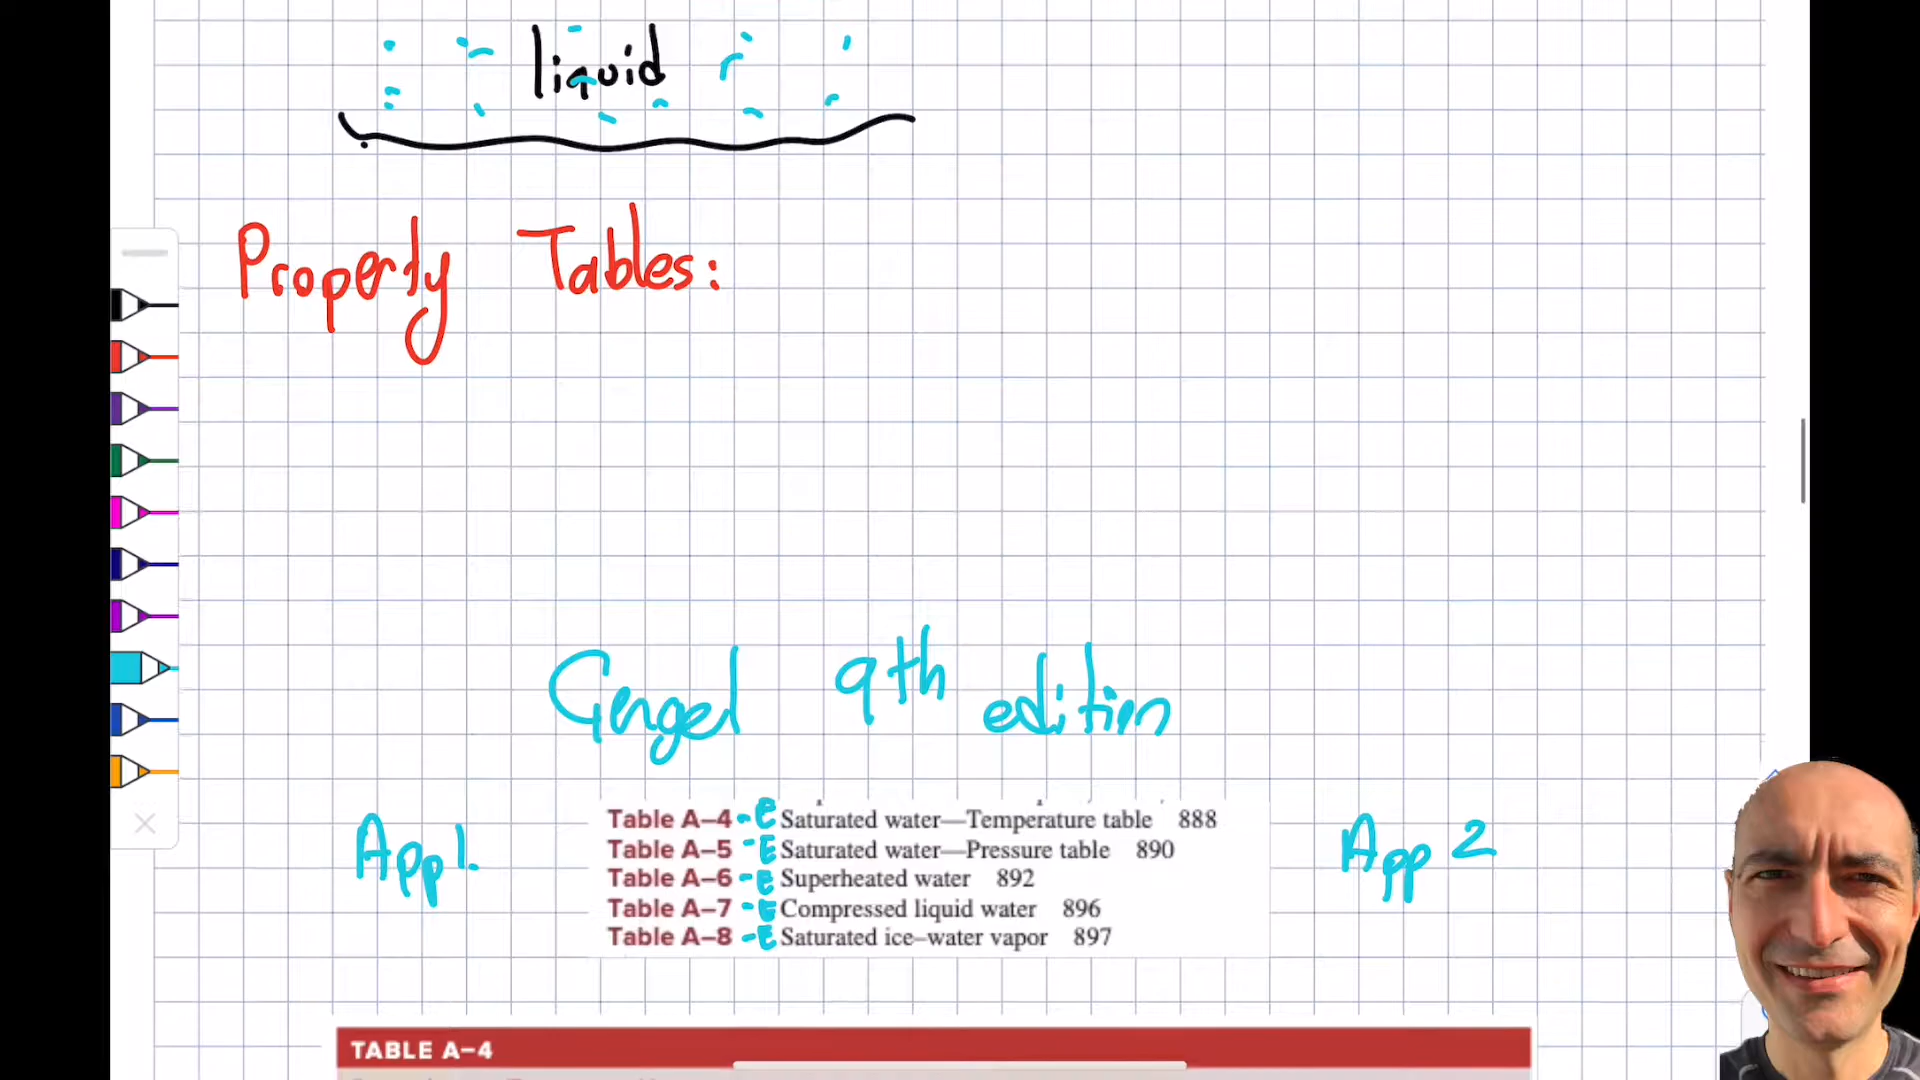 liquid
Property Tables:
Cengel 9th edition
App 1.
Table A–4 -E Saturated water—Temperature table 888
Table A–5 -E Saturated water—Pressure table 890
Table A–6 -E Superheated water 892
Table A–7 -E Compressed liquid water 896
Table A–8 -E Saturated ice–water vapor 897
App 2
TABLE A–4